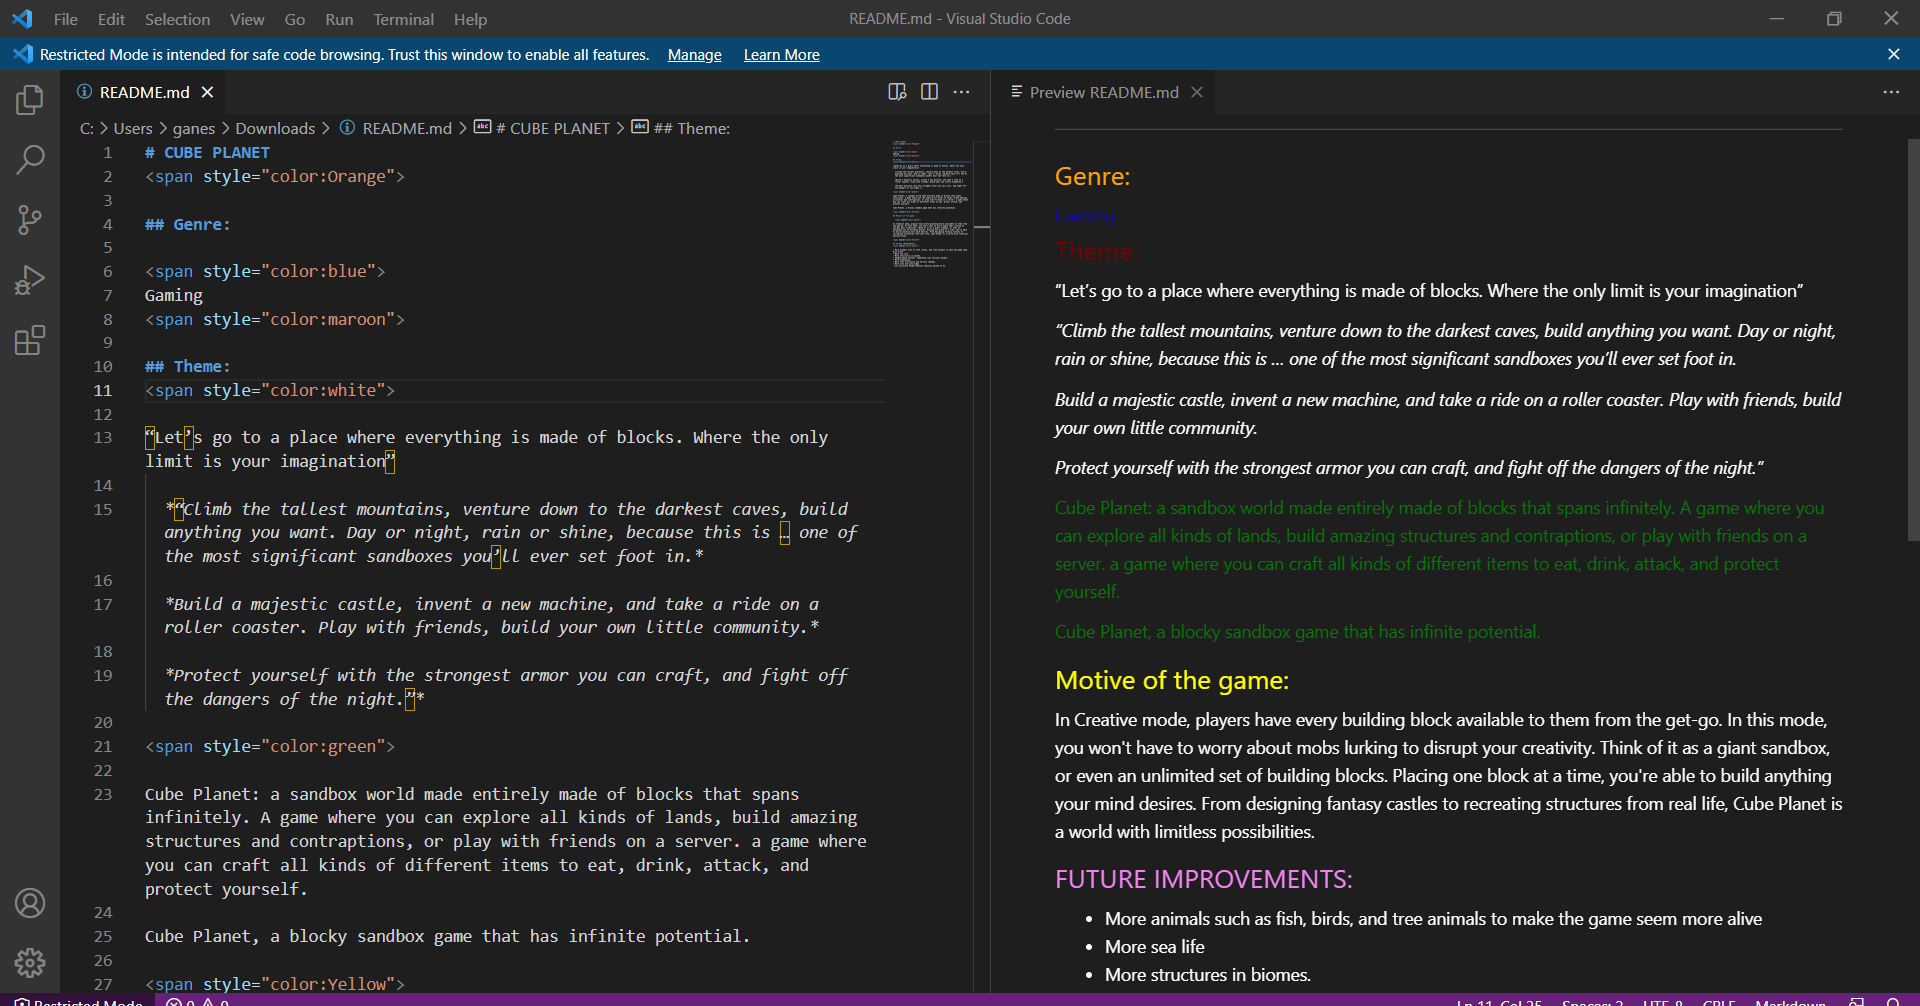 File Edit Selection View Go Run Terminal Help
README.md - Visual Studio Code
Restricted Mode is intended for safe code browsing. Trust this window to enable all features. Manage Learn More
README.md
C: > Users > ganes > Downloads > README.md > # CUBE PLANET > ## Theme:
1 # CUBE PLANET
2 <span style="color:Orange">
3
4 ## Genre:
5
6 <span style="color:blue">
7 Gaming
8 <span style="color:maroon">
9
10 ## Theme:
11 <span style="color:white">
12
13 “Let’s go to a place where everything is made of blocks. Where the only
limit is your imagination”
14
15 *“Climb the tallest mountains, venture down to the darkest caves, build
anything you want. Day or night, rain or shine, because this is … one of
the most significant sandboxes you’ll ever set foot in.*
16
17 *Build a majestic castle, invent a new machine, and take a ride on a
roller coaster. Play with friends, build your own little community.*
18
19 *Protect yourself with the strongest armor you can craft, and fight off
the dangers of the night.”*
20
21 <span style="color:green">
22
23 Cube Planet: a sandbox world made entirely made of blocks that spans
infinitely. A game where you can explore all kinds of lands, build amazing
structures and contraptions, or play with friends on a server. a game where
you can craft all kinds of different items to eat, drink, attack, and
protect yourself.
24
25 Cube Planet, a blocky sandbox game that has infinite potential.
26
27 <span style="color:Yellow">
Preview README.md
Genre:
Gaming
Theme:
“Let’s go to a place where everything is made of blocks. Where the only limit is your imagination”
“Climb the tallest mountains, venture down to the darkest caves, build anything you want. Day or night,
rain or shine, because this is … one of the most significant sandboxes you’ll ever set foot in.
Build a majestic castle, invent a new machine, and take a ride on a roller coaster. Play with friends, build
your own little community.
Protect yourself with the strongest armor you can craft, and fight off the dangers of the night.”
Cube Planet: a sandbox world made entirely made of blocks that spans infinitely. A game where you
can explore all kinds of lands, build amazing structures and contraptions, or play with friends on a
server. a game where you can craft all kinds of different items to eat, drink, attack, and protect
yourself.
Cube Planet, a blocky sandbox game that has infinite potential.
Motive of the game:
In Creative mode, players have every building block available to them from the get-go. In this mode,
you won't have to worry about mobs lurking to disrupt your creativity. Think of it as a giant sandbox,
or even an unlimited set of building blocks. Placing one block at a time, you're able to build anything
your mind desires. From designing fantasy castles to recreating structures from real life, Cube Planet is
a world with limitless possibilities.
FUTURE IMPROVEMENTS:
• More animals such as fish, birds, and tree animals to make the game seem more alive
• More sea life
• More structures in biomes.
Restricted Mode 0 0 Ln 11, Col 25 Spaces: 2 UTF-8 CRLF Markdown